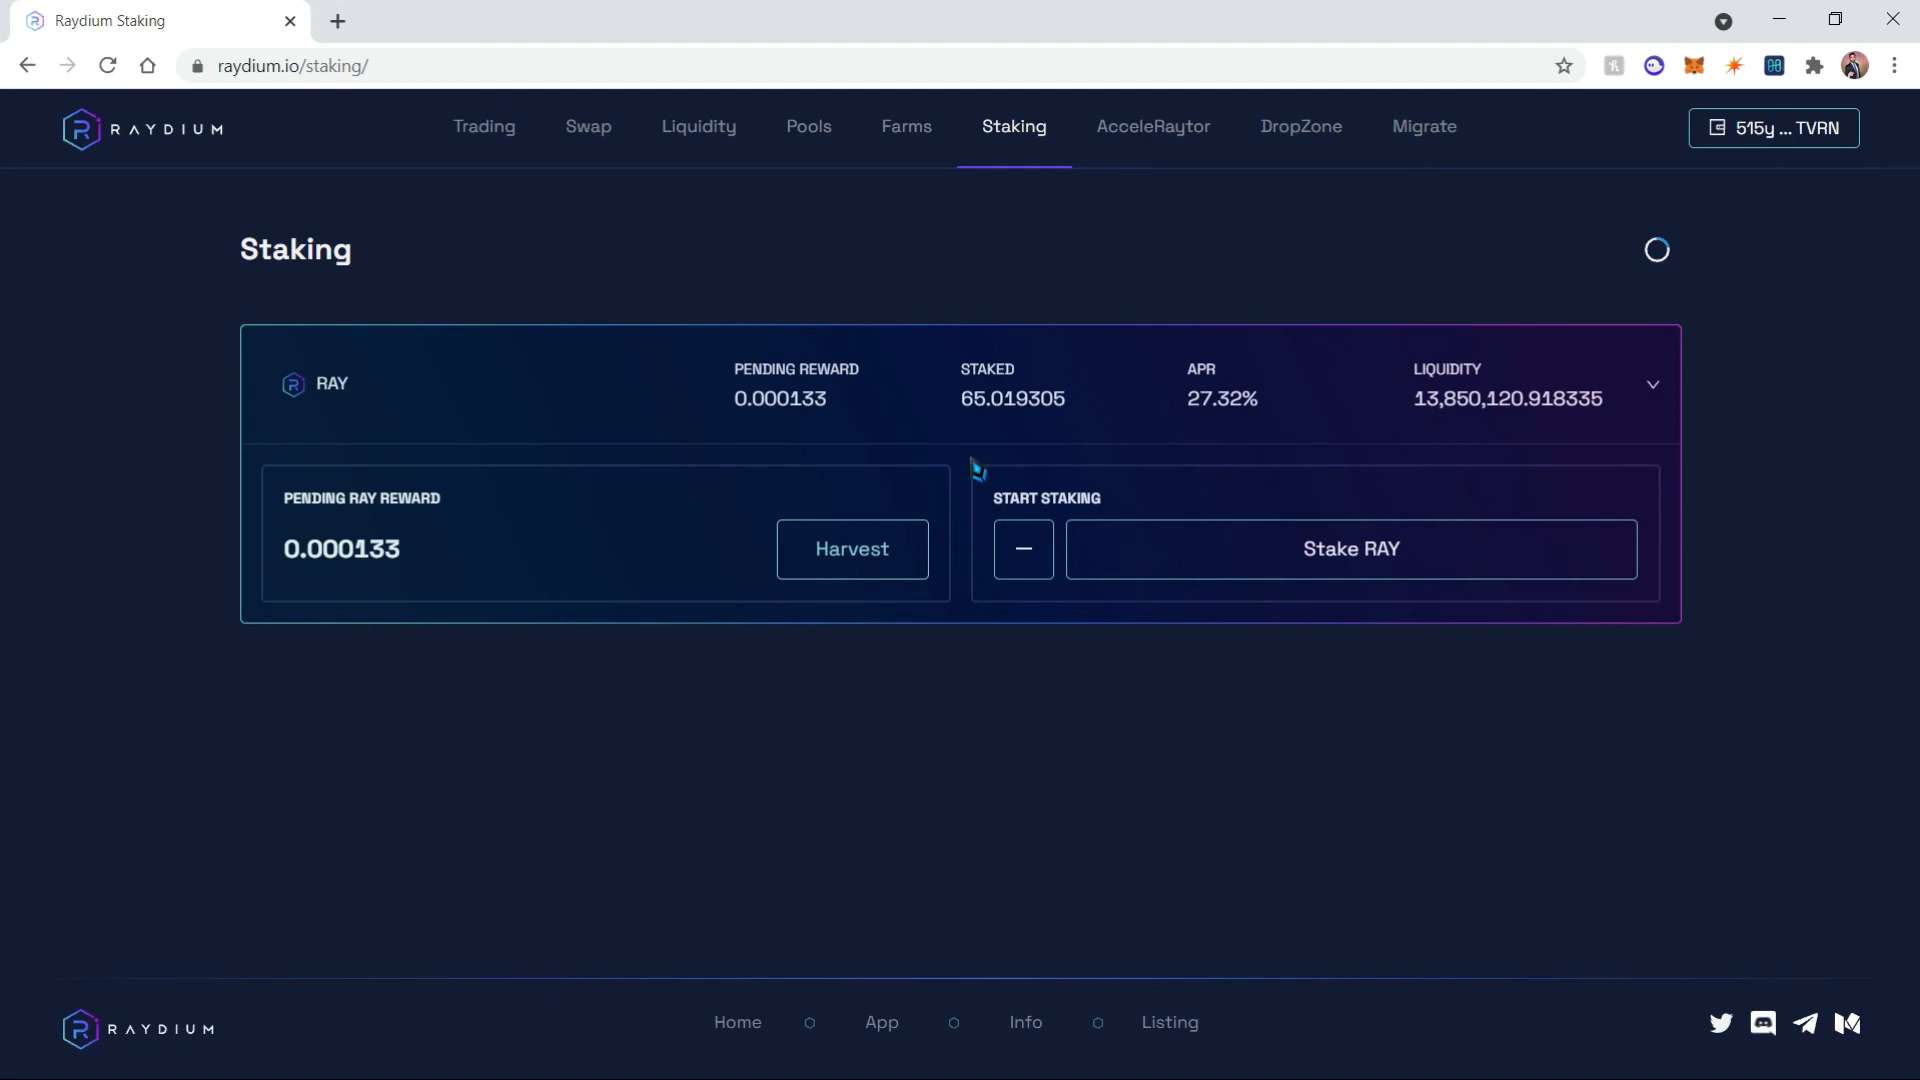 Raydium Staking
raydium.io/staking/
RAYDIUM
Trading
Swap
Liquidity
Pools
Farms
Staking
AcceleRaytor
DropZone
Migrate
515y ... TVRN
Staking
RAY
PENDING REWARD
0.000133
STAKED
65.019305
APR
27.32%
LIQUIDITY
13,850,120.918335
PENDING RAY REWARD
0.000133
Harvest
START STAKING
Stake RAY
RAYDIUM
Home
App
Info
Listing